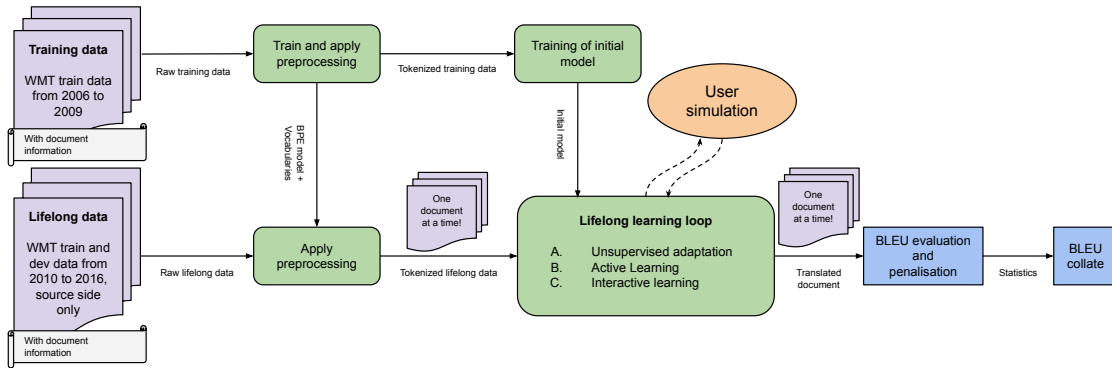 Training data
WMT train data
from 2006 to
2009
With document
information
Raw training data
Train and apply
preprocessing
Tokenized training data
Training of initial
model
User
simulation
BPE model +
Vocabularies
Initial model
Lifelong data
WMT train and
dev data from
2010 to 2016,
source side
only
With document
information
Raw lifelong data
Apply
preprocessing
One
document
at a time!
Tokenized lifelong data
Lifelong learning loop
A. Unsupervised adaptation
B. Active Learning
C. Interactive learning
One
document
at a time!
Translated
document
BLEU evaluation
and
penalisation
Statistics
BLEU
collate